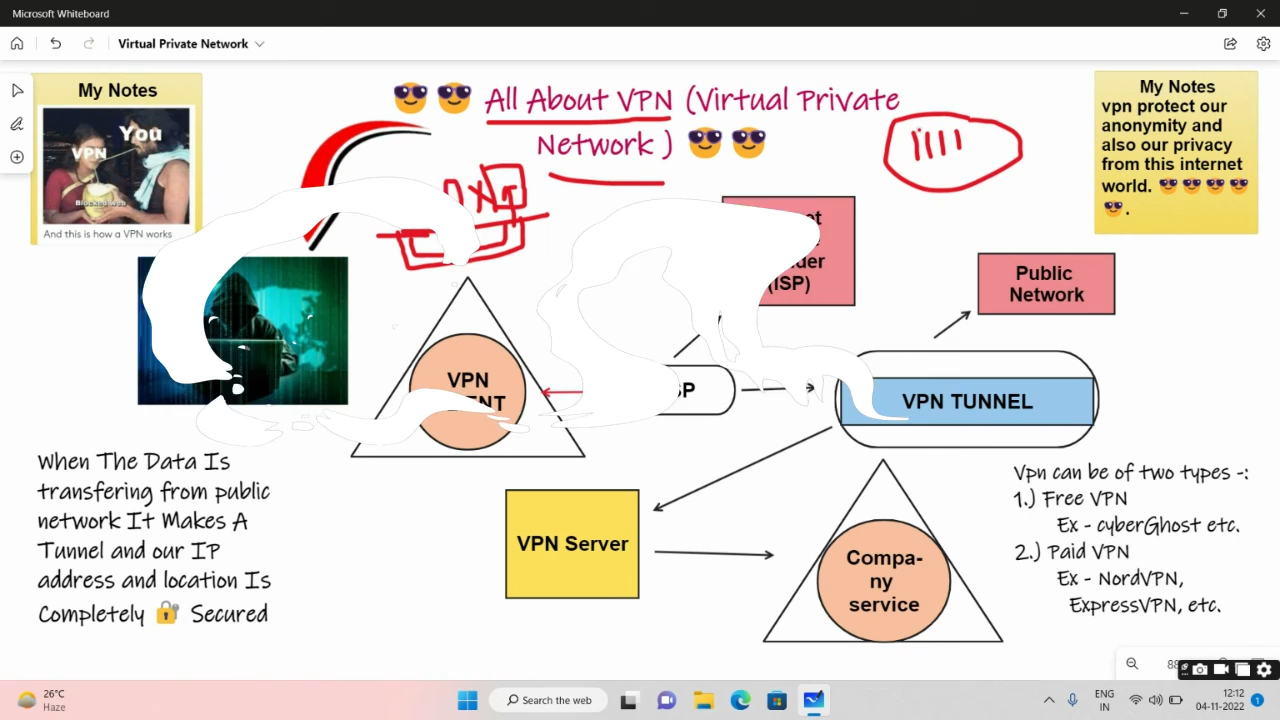 Microsoft Whiteboard
Virtual Private Network
My Notes
You
VPN
Blocked web
And this is how a VPN works
All About VPN (Virtual Private
Network )
My Notes
vpn protect our
anonymity and
also our privacy
from this internet
world.
(ISP)
Public
Network
VPN
VPN TUNNEL
When The Data Is
transfering from public
network It Makes A
Tunnel and our IP
address and location Is
Completely 🔐 Secured
VPN Server
Compa-
ny
service
Vpn can be of two types -:
1.) Free VPN
Ex - cyberGhost etc.
2.) Paid VPN
Ex - NordVPN,
ExpressVPN, etc.
26°C
Haze
Search the web
ENG
IN
12:12
04-11-2022
1